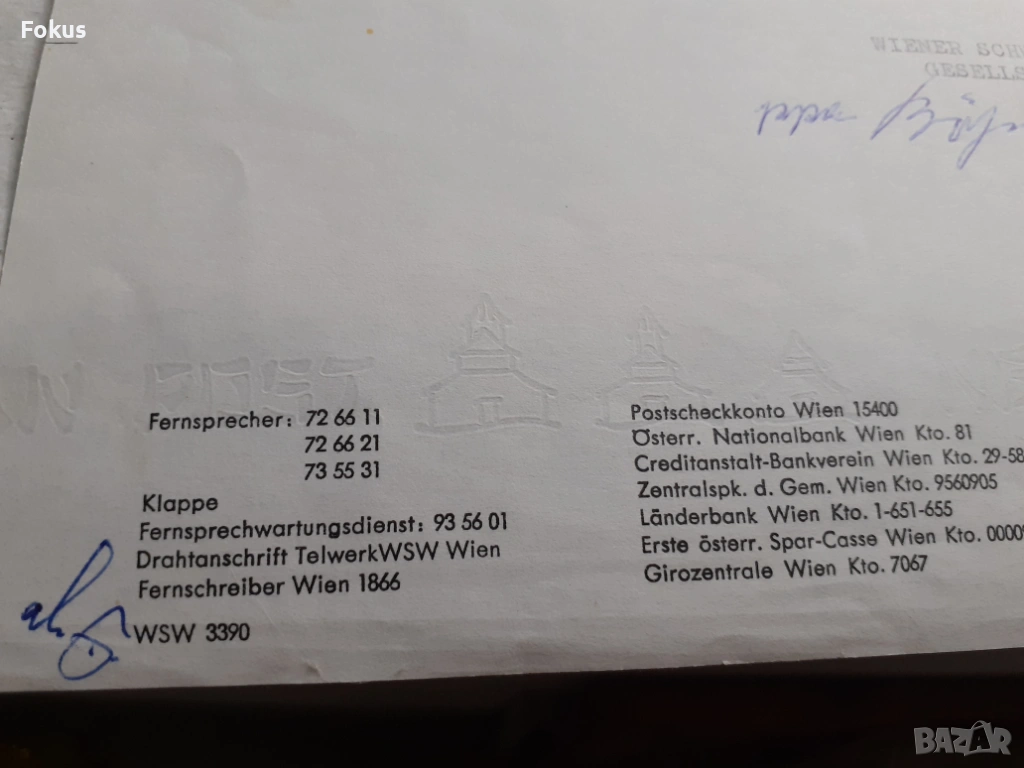 Fokus
WIENER
ppa
POST
Fernsprecher: 72 66 11
72 66 21
73 55 31
Klappe
Fernsprechwartungsdienst: 93 56 01
Drahtanschrift TelwerkWSW Wien
Fernschreiber Wien 1866
WSW 3390
Postscheckkonto Wien 15400
Österr. Nationalbank Wien Kto. 81
Creditanstalt-Bankverein Wien Kto. 29-58
Zentralspk. d. Gem. Wien Kto. 9560905
Länderbank Wien Kto. 1-651-655
Erste österr. Spar-Casse Wien Kto.
Girozentrale Wien Kto. 7067
BAZAR